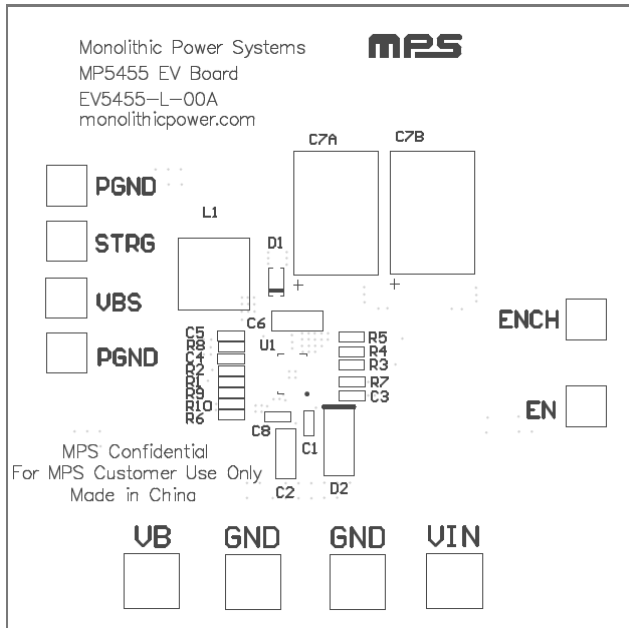 Monolithic Power Systems
MPS
MP5455 EV Board
EV5455-L-00A
monolithicpower.com
C7A
C7B
PGND
L1
STRG
D1
VBS
+
+
ENCH
C6
C5
R8
U1
R5
PGND
C4
R4
R2
R3
R1
R9
R7
R10
C3
R6
EN
C8
C1
MPS Confidential
For MPS Customer Use Only
Made in China
C2
D2
VB
GND
GND
VIN